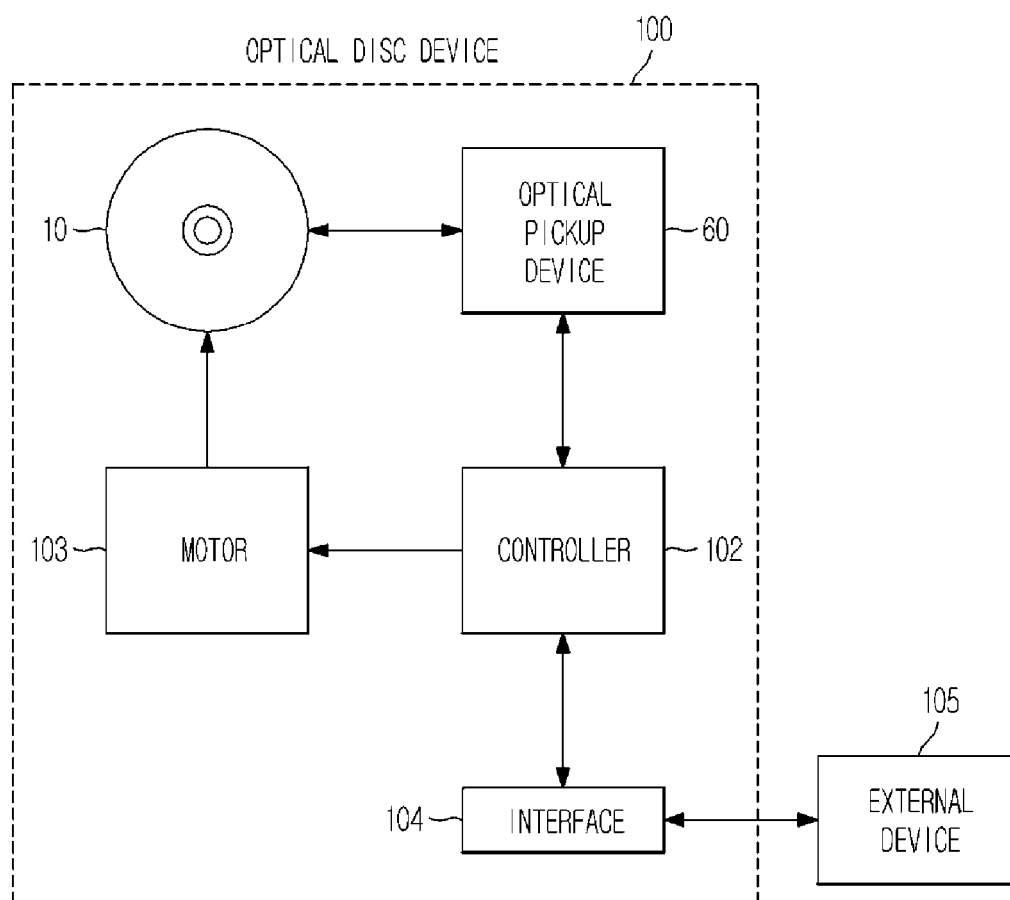 100
OPTICAL DISC DEVICE
10
OPTICAL
PICKUP
DEVICE
60
103
MOTOR
CONTROLLER
102
105
104
INTERFACE
EXTERNAL
DEVICE